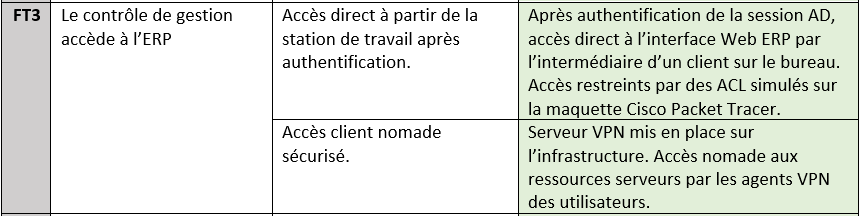 FT3
Le contrôle de gestion
accède à l’ERP
Accès direct à partir de la
station de travail après
authentification.
Après authentification de la session AD,
accès direct à l’interface Web ERP par
l’intermédiaire d’un client sur le bureau.
Accès restreints par des ACL simulés sur
la maquette Cisco Packet Tracer.
Accès client nomade
sécurisé.
Serveur VPN mis en place sur
l’infrastructure. Accès nomade aux
ressources serveurs par les agents VPN
des utilisateurs.